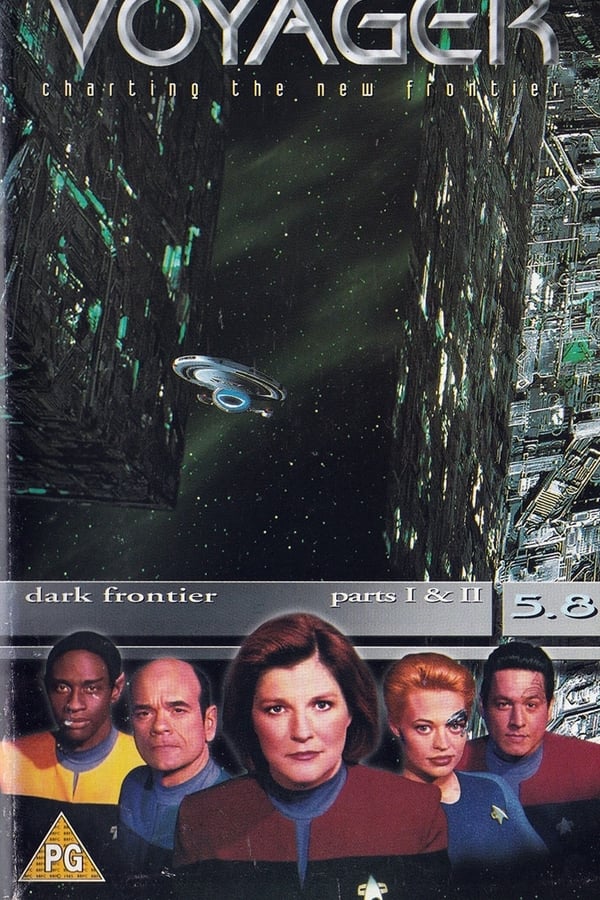 VOYAGER
charting the new frontier
dark frontier
parts I & II
5.8
PG